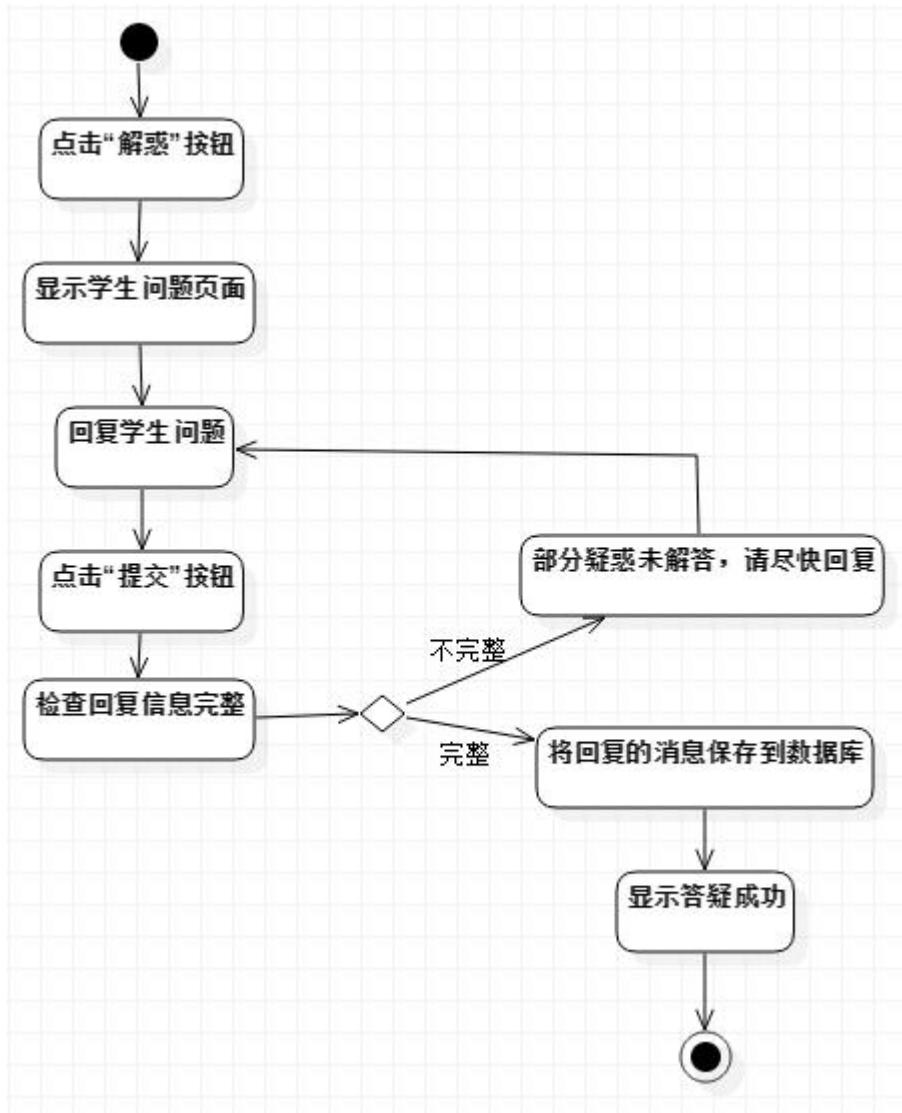 点击“解惑”按钮
显示学生问题页面
回复学生问题
部分疑惑未解答，请尽快回复
点击“提交”按钮
不完整
检查回复信息完整
完整
将回复的消息保存到数据库
显示答疑成功